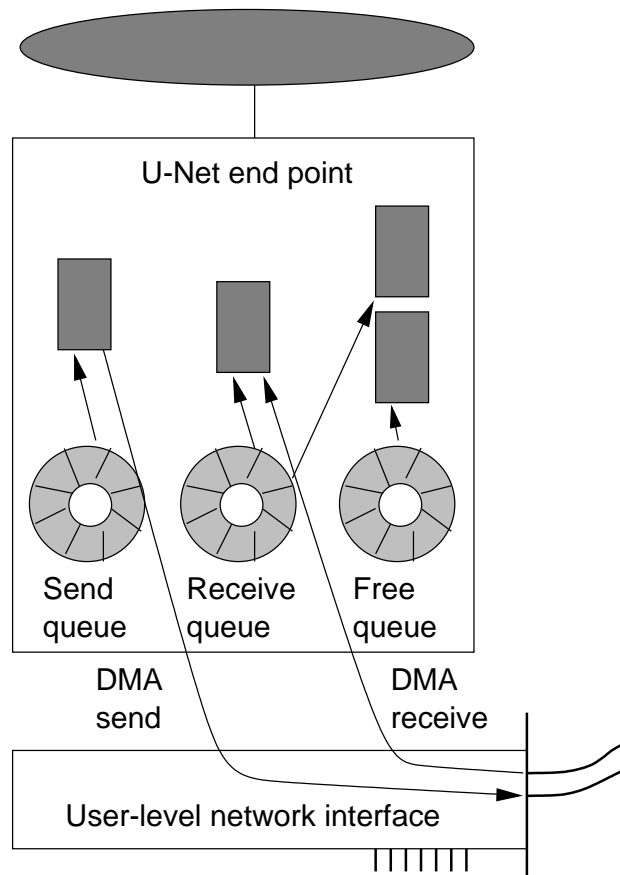 U-Net end point
Send
queue
Receive
queue
Free
queue
DMA
send
DMA
receive
User-level network interface